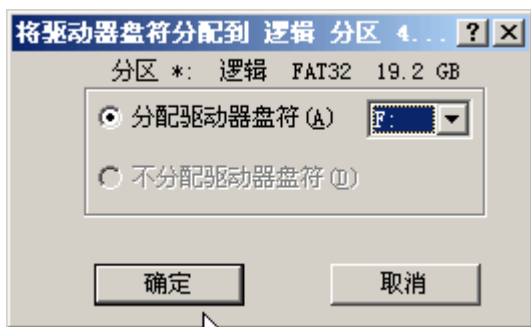 将驱动器盘符分配到 逻辑 分区 4...
分区 *: 逻辑 FAT32 19.2 GB
分配驱动器盘符(A) F:
不分配驱动器盘符(D)
确定 取消